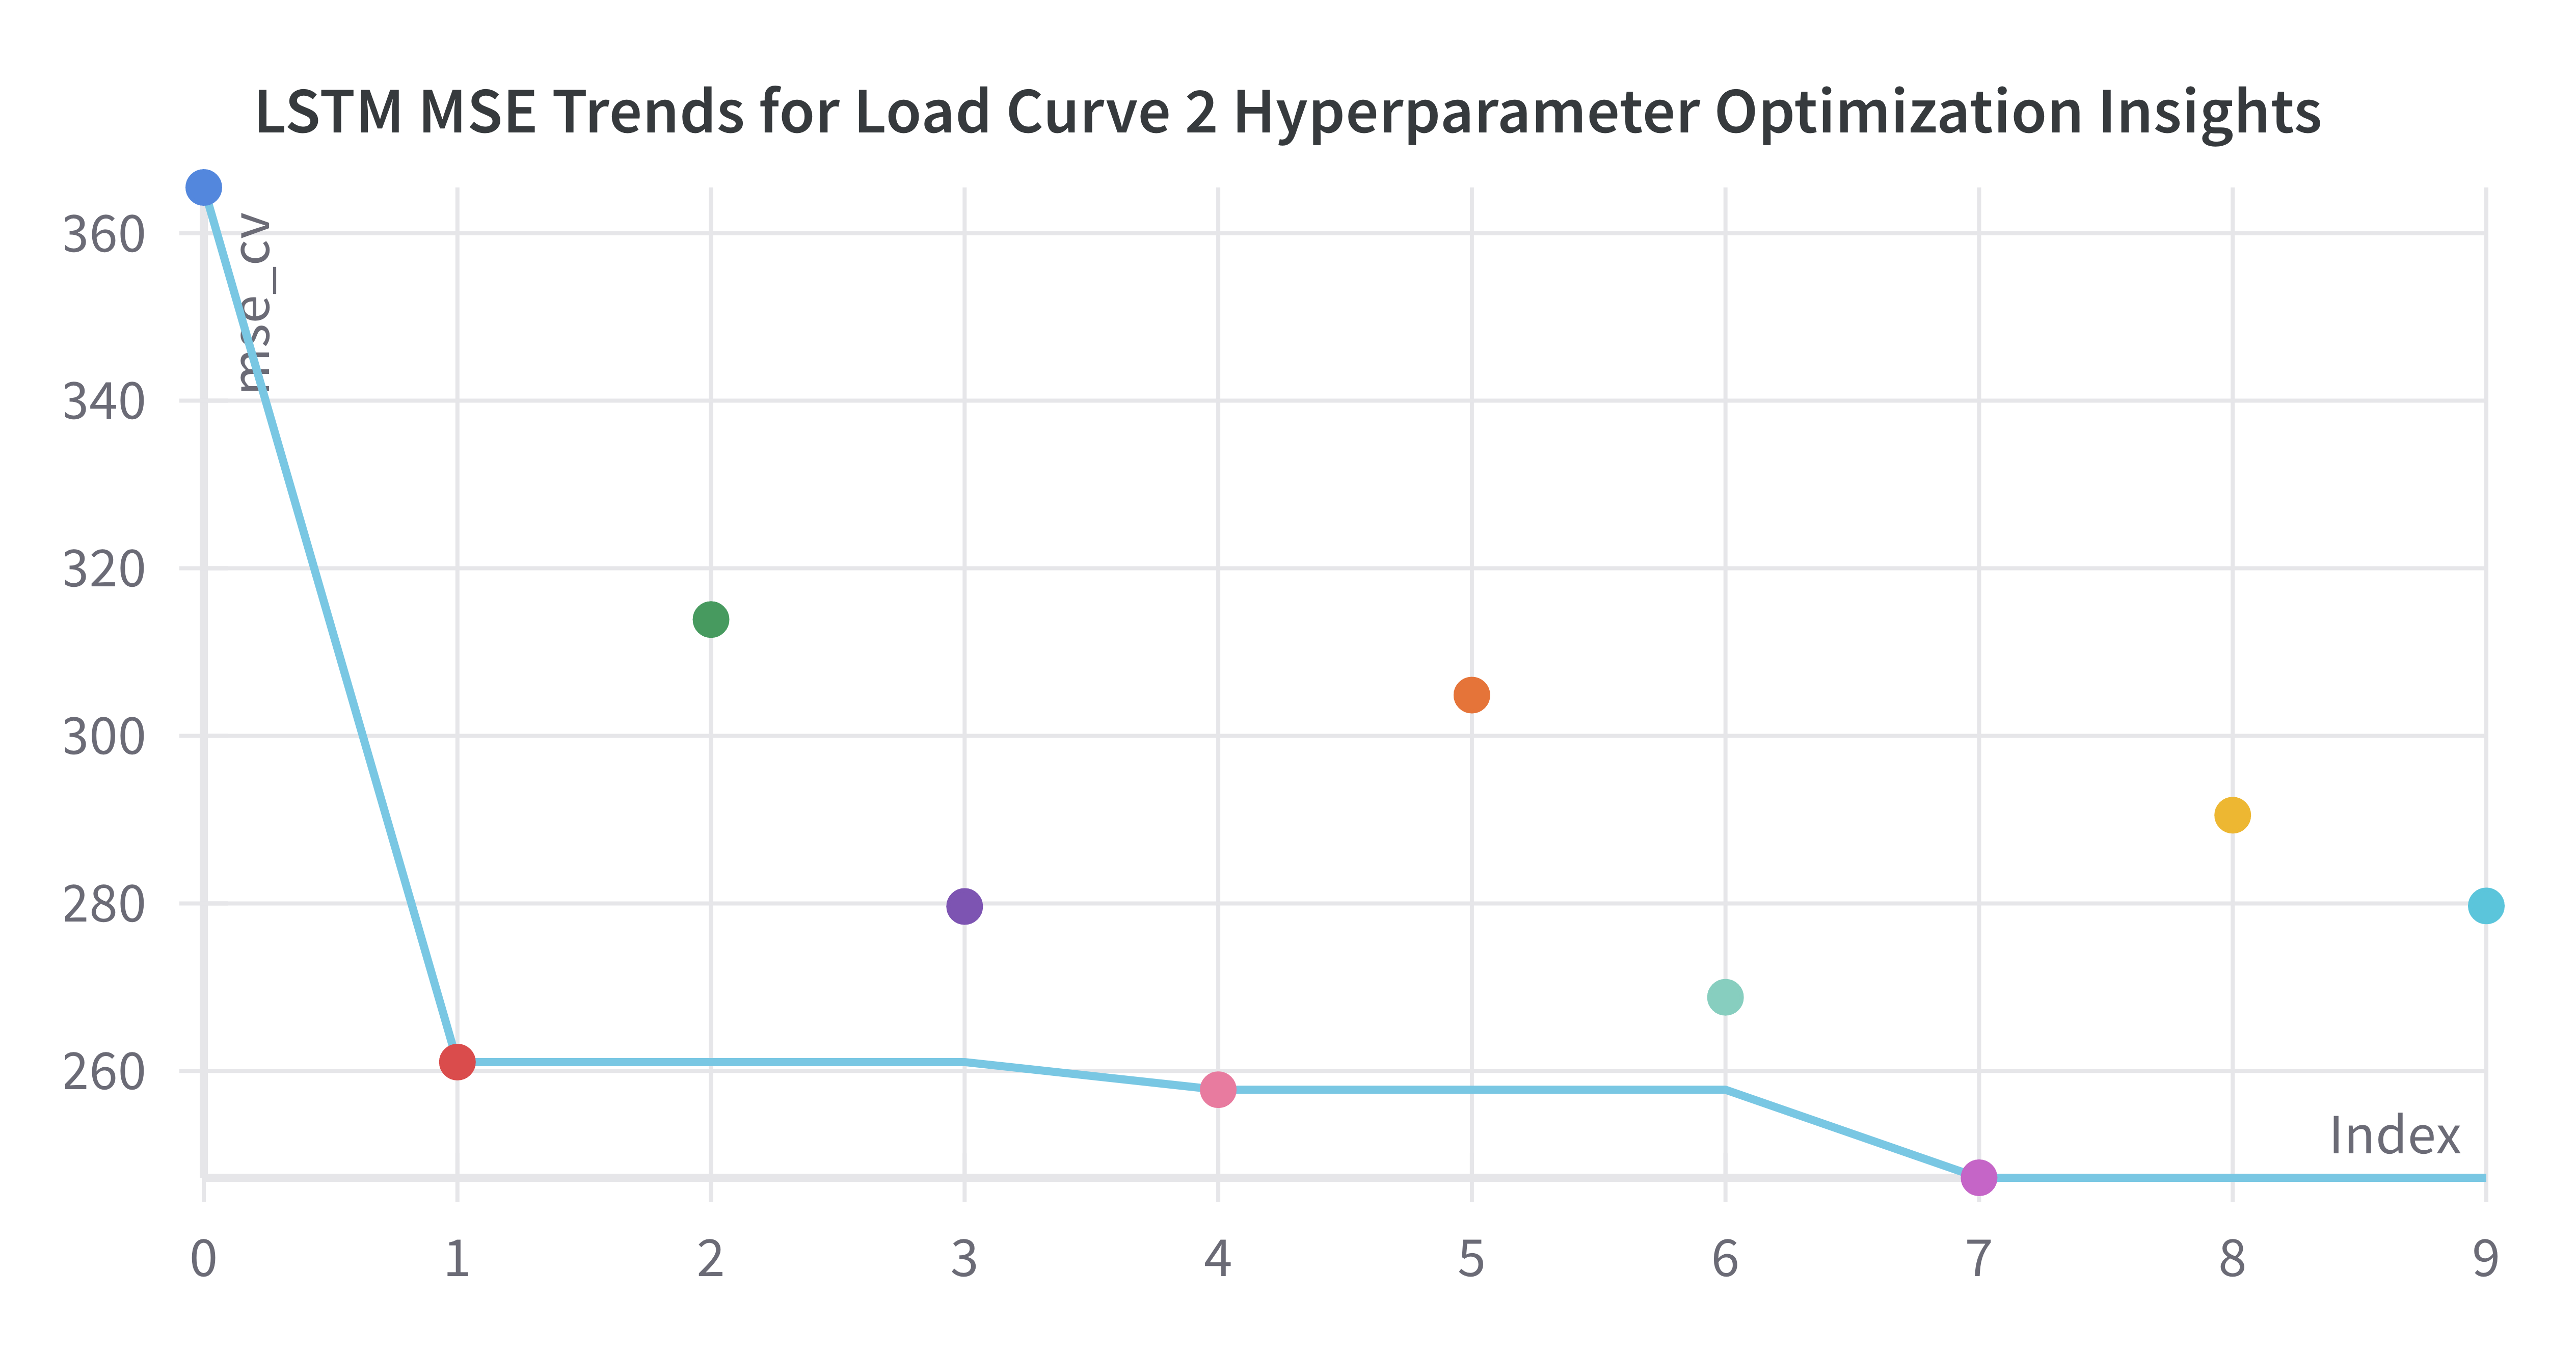 LSTM MSE Trends for Load Curve 2 Hyperparameter Optimization Insights
mse_cv
360
340
320
300
280
260
Index
0 1 2 3 4 5 6 7 8 9